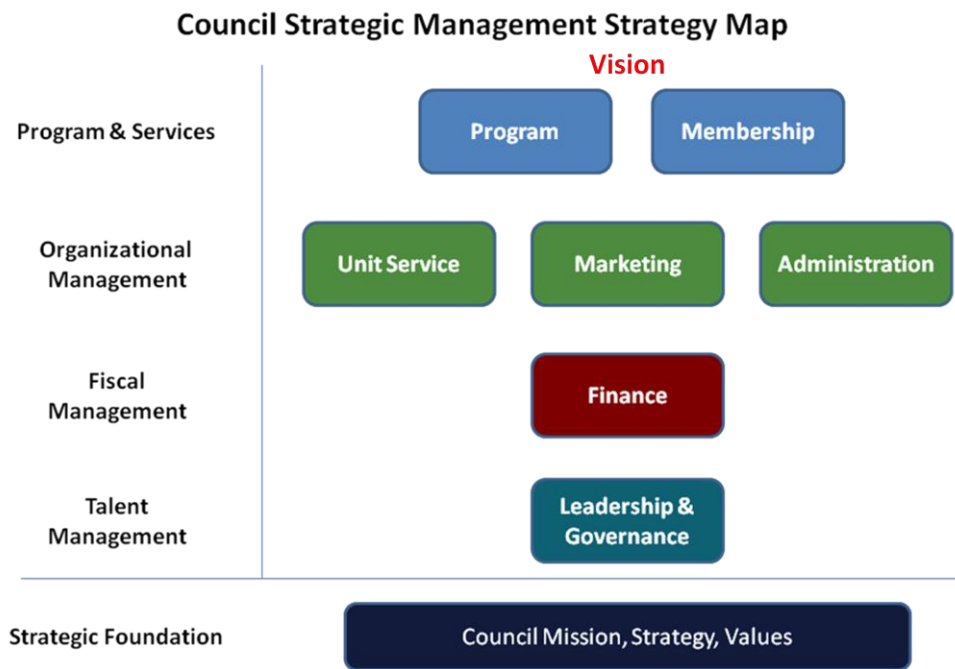 Council Strategic Management Strategy Map
Vision
Program & Services
Program
Membership
Organizational
Management
Unit Service
Marketing
Administration
Fiscal
Management
Finance
Talent
Management
Leadership &
Governance
Strategic Foundation
Council Mission, Strategy, Values